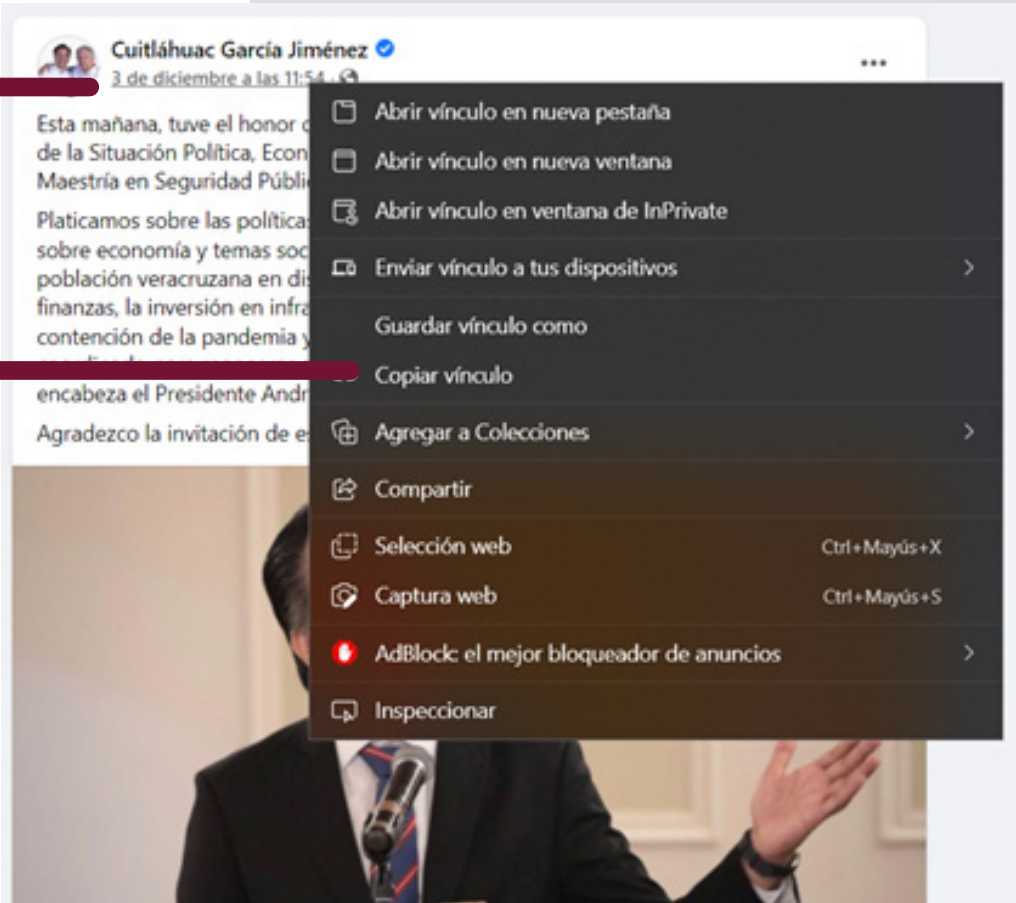 Cuitláhuac García Jiménez
3 de diciembre a las 11:54 ·
Esta mañana, tuve el honor
de la Situación Política, Econ
Maestría en Seguridad Públi
Platicamos sobre las política
sobre economía y temas soc
población veracruzana en di
finanzas, la inversión en infra
contención de la pandemia y
encabeza el Presidente Andr
Agradezco la invitación de e
Abrir vínculo en nueva pestaña
Abrir vínculo en nueva ventana
Abrir vínculo en ventana de InPrivate
Enviar vínculo a tus dispositivos
Guardar vínculo como
Copiar vínculo
Agregar a Colecciones
Compartir
Selección web Ctrl+Mayús+X
Captura web Ctrl+Mayús+S
AdBlock: el mejor bloqueador de anuncios
Inspeccionar